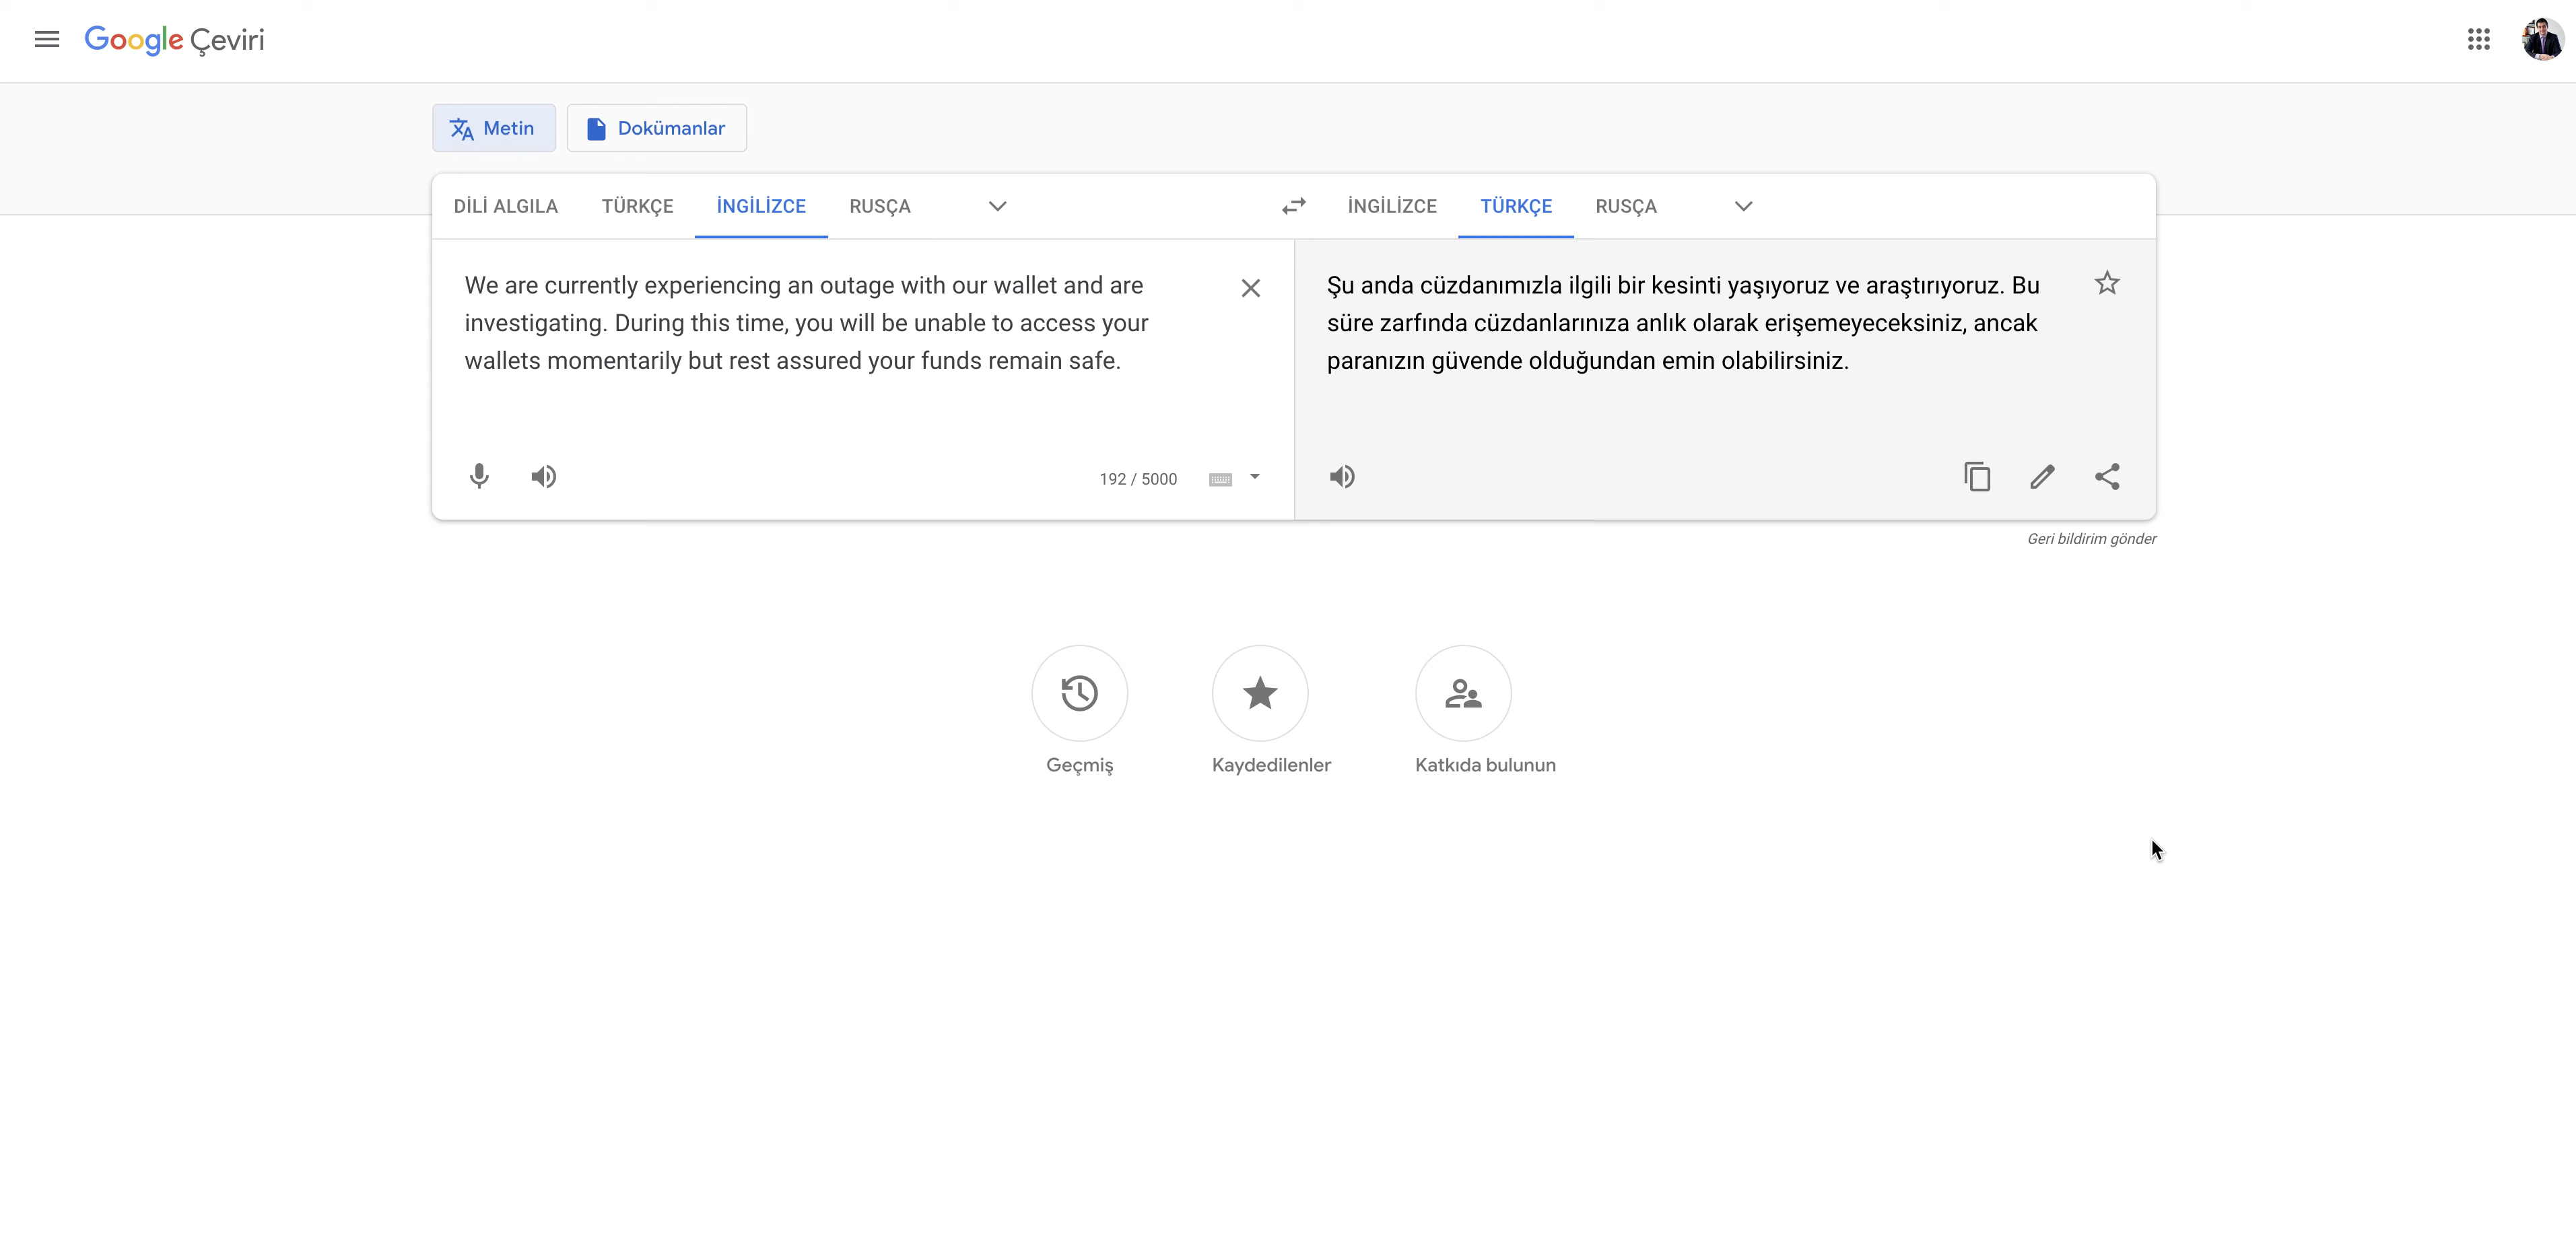 Google Çeviri
Metin
Dokümanlar
DİLİ ALGILA TÜRKÇE İNGİLİZCE RUSÇA
İNGİLİZCE TÜRKÇE RUSÇA
We are currently experiencing an outage with our wallet and are
investigating. During this time, you will be unable to access your
wallets momentarily but rest assured your funds remain safe.
192 / 5000
Şu anda cüzdanımızla ilgili bir kesinti yaşıyoruz ve araştırıyoruz. Bu
süre zarfında cüzdanlarınıza anlık olarak erişemeyeceksiniz, ancak
paranızın güvende olduğundan emin olabilirsiniz.
Geri bildirim gönder
Geçmiş
Kaydedilenler
Katkıda bulunun